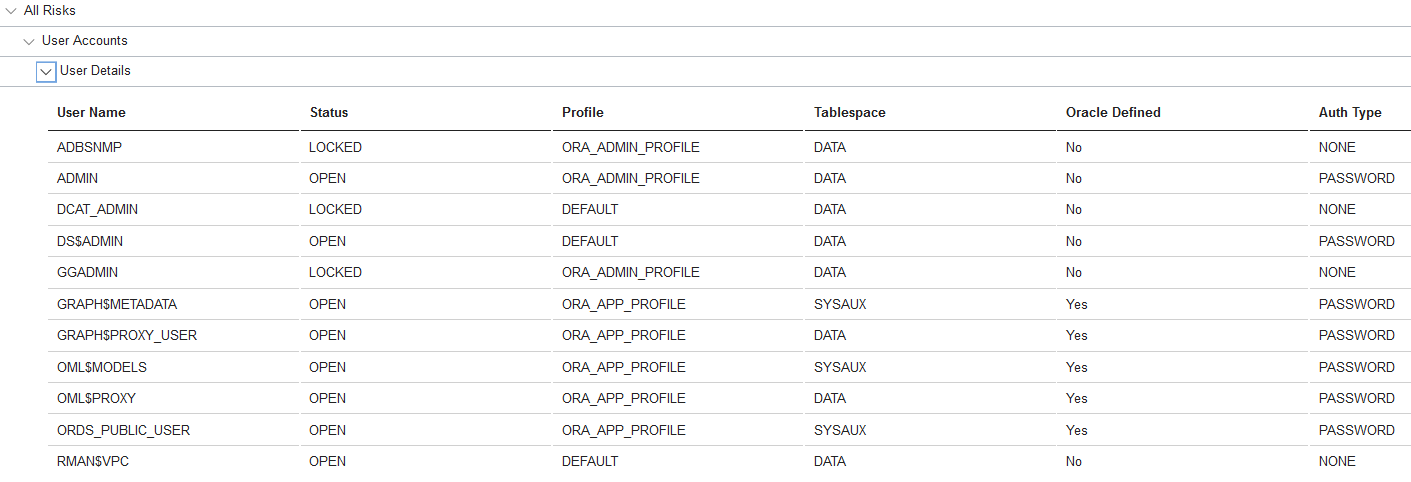 All Risks
User Accounts
User Details
User Name Status Profile Tablespace Oracle Defined Auth Type
ADBSNMP LOCKED ORA_ADMIN_PROFILE DATA No NONE
ADMIN OPEN ORA_ADMIN_PROFILE DATA No PASSWORD
DCAT_ADMIN LOCKED DEFAULT DATA No NONE
DS$ADMIN OPEN DEFAULT DATA No PASSWORD
GGADMIN LOCKED ORA_ADMIN_PROFILE DATA No NONE
GRAPH$METADATA OPEN ORA_APP_PROFILE SYSAUX Yes PASSWORD
GRAPH$PROXY_USER OPEN ORA_APP_PROFILE DATA Yes PASSWORD
OML$MODELS OPEN ORA_APP_PROFILE SYSAUX Yes PASSWORD
OML$PROXY OPEN ORA_APP_PROFILE DATA Yes PASSWORD
ORDS_PUBLIC_USER OPEN ORA_APP_PROFILE SYSAUX Yes PASSWORD
RMAN$VPC OPEN DEFAULT DATA No NONE